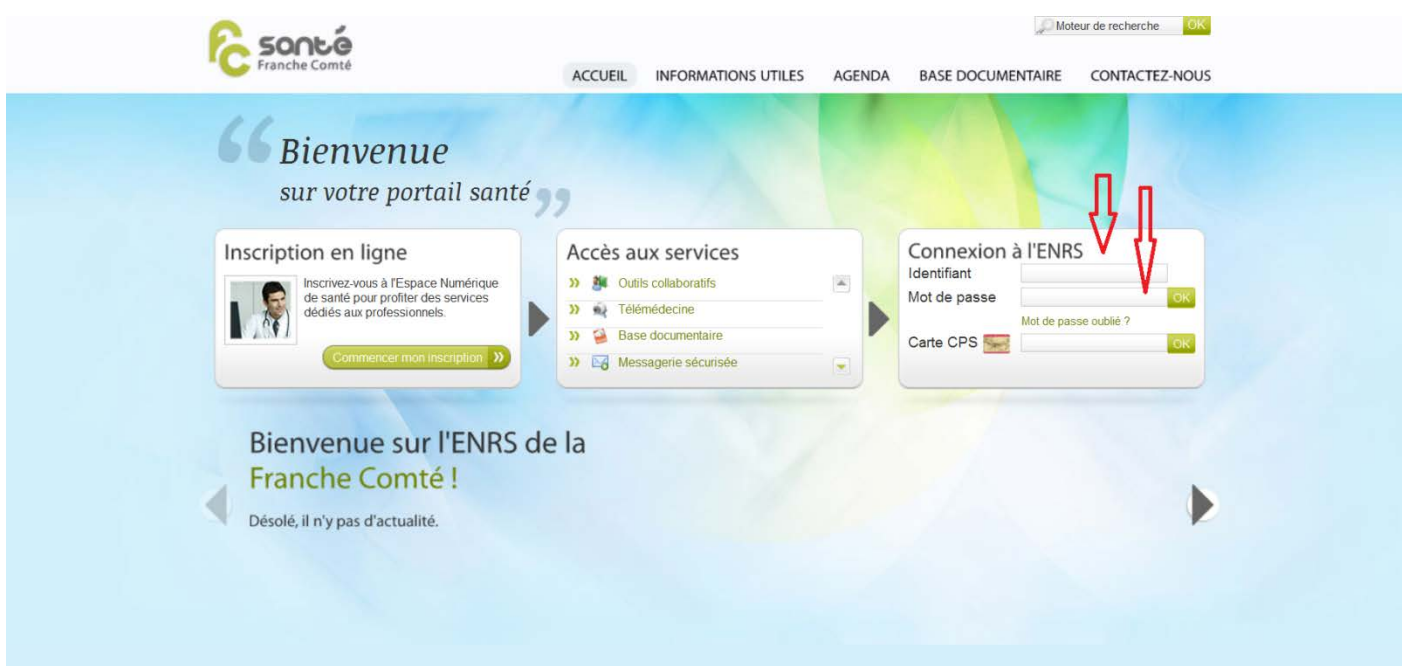 santé
Franche Comté
Moteur de recherche OK
ACCUEIL INFORMATIONS UTILES AGENDA BASE DOCUMENTAIRE CONTACTEZ-NOUS
“ Bienvenue
sur votre portail santé ”
Inscription en ligne
Inscrivez-vous à l'Espace Numérique
de santé pour profiter des services
dédiés aux professionnels.
Commencer mon inscription
Accès aux services
Outils collaboratifs
Télémédecine
Base documentaire
Messagerie sécurisée
Connexion à l'ENRS
Identifiant
Mot de passe OK
Mot de passe oublié ?
Carte CPS OK
Bienvenue sur l'ENRS de la
Franche Comté !
Désolé, il n'y pas d'actualité.